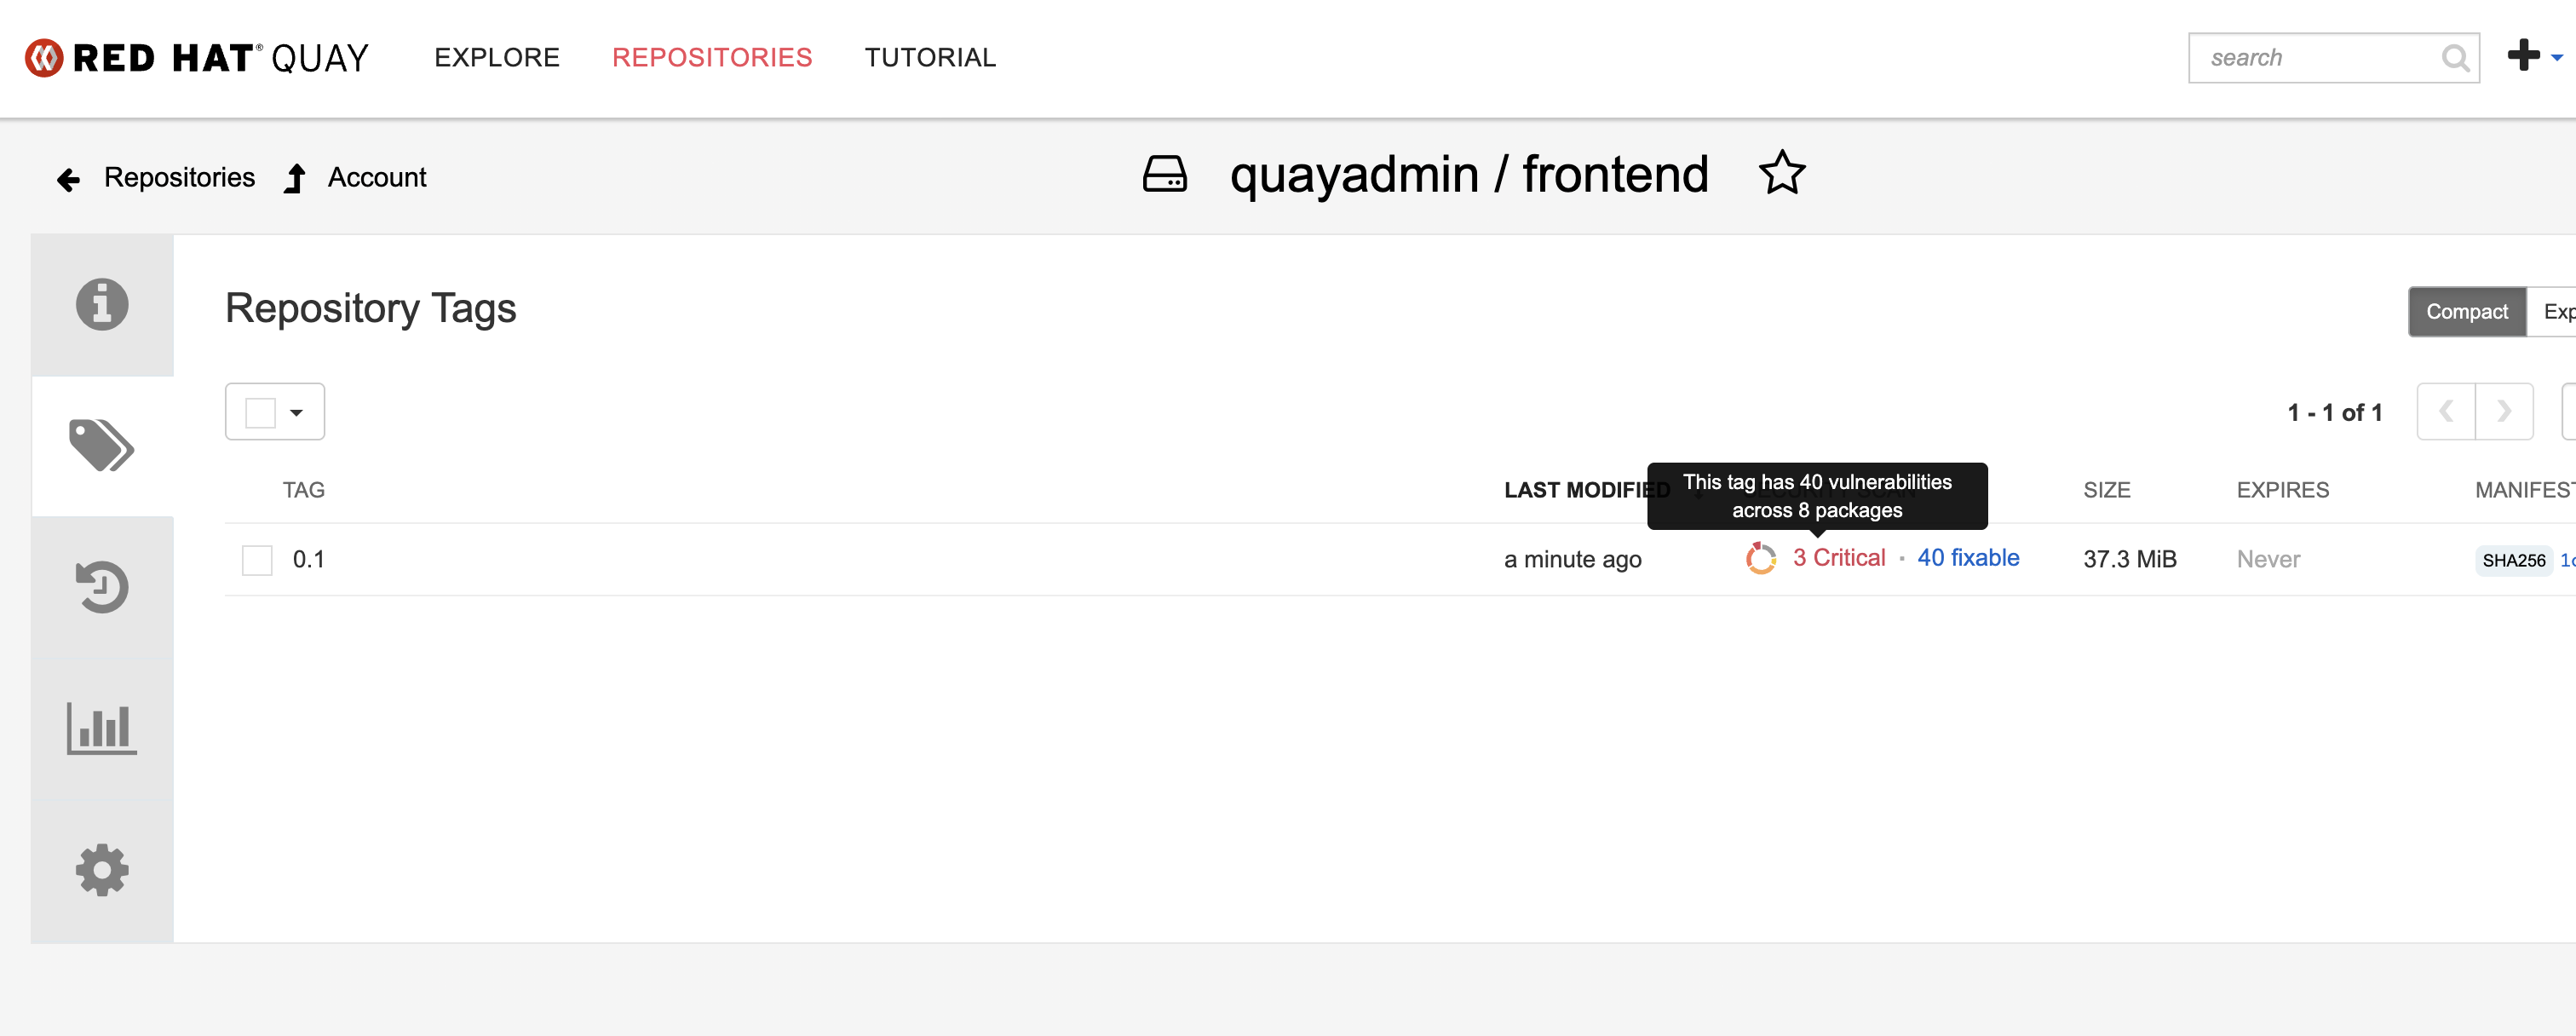 RED HAT® QUAY EXPLORE REPOSITORIES TUTORIAL search
Repositories Account quayadmin / frontend
Repository Tags Compact Exp
1 - 1 of 1
This tag has 40 vulnerabilities
across 8 packages
TAG LAST MODIFIED SECURITY SCAN SIZE EXPIRES MANIFEST
0.1 a minute ago 3 Critical · 40 fixable 37.3 MiB Never SHA256